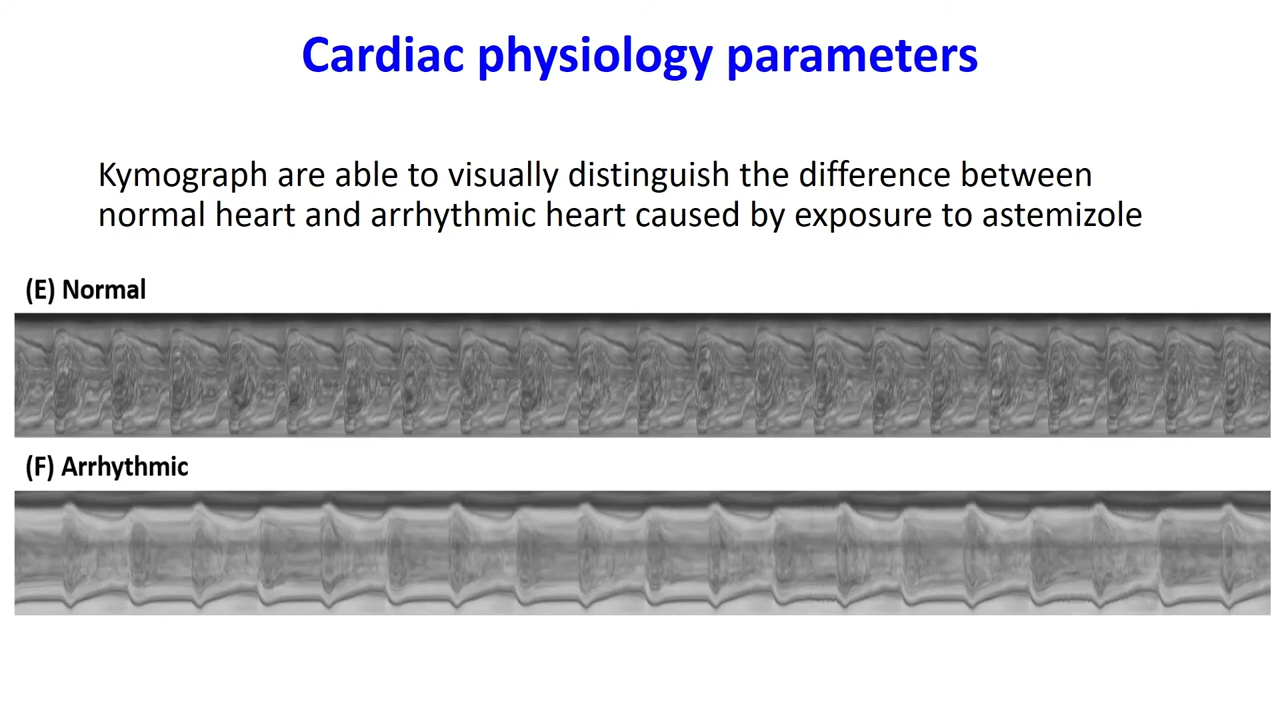 Cardiac physiology parameters
Kymograph are able to visually distinguish the difference between
normal heart and arrhythmic heart caused by exposure to astemizole
(E) Normal
(F) Arrhythmic